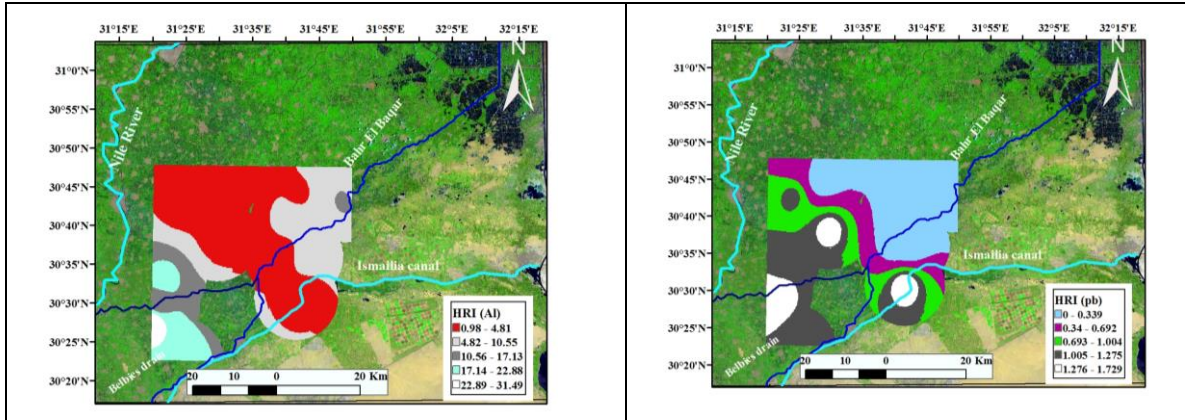 31°15'E 31°25'E 31°35'E 31°45'E 31°55'E 32°5'E 32°15'E
N
31°0'N
30°55'N
30°50'N
30°45'N
30°40'N
30°35'N
30°30'N
30°25'N
30°20'N
Nile River
Bahr El Baqar
Ismailia canal
Belbies drain
HRI (Al)
0.98 - 4.81
4.82 - 10.55
10.56 - 17.13
17.14 - 22.88
22.89 - 31.49
20 10 0 20 Km
31°15'E 31°25'E 31°35'E 31°45'E 31°55'E 32°5'E 32°15'E
N
31°0'N
30°55'N
30°50'N
30°45'N
30°40'N
30°35'N
30°30'N
30°25'N
30°20'N
Nile River
Bahr El Baqar
Ismailia canal
Belbies drain
HRI (pb)
0 - 0.339
0.34 - 0.692
0.693 - 1.004
1.005 - 1.275
1.276 - 1.729
20 10 0 20 Km